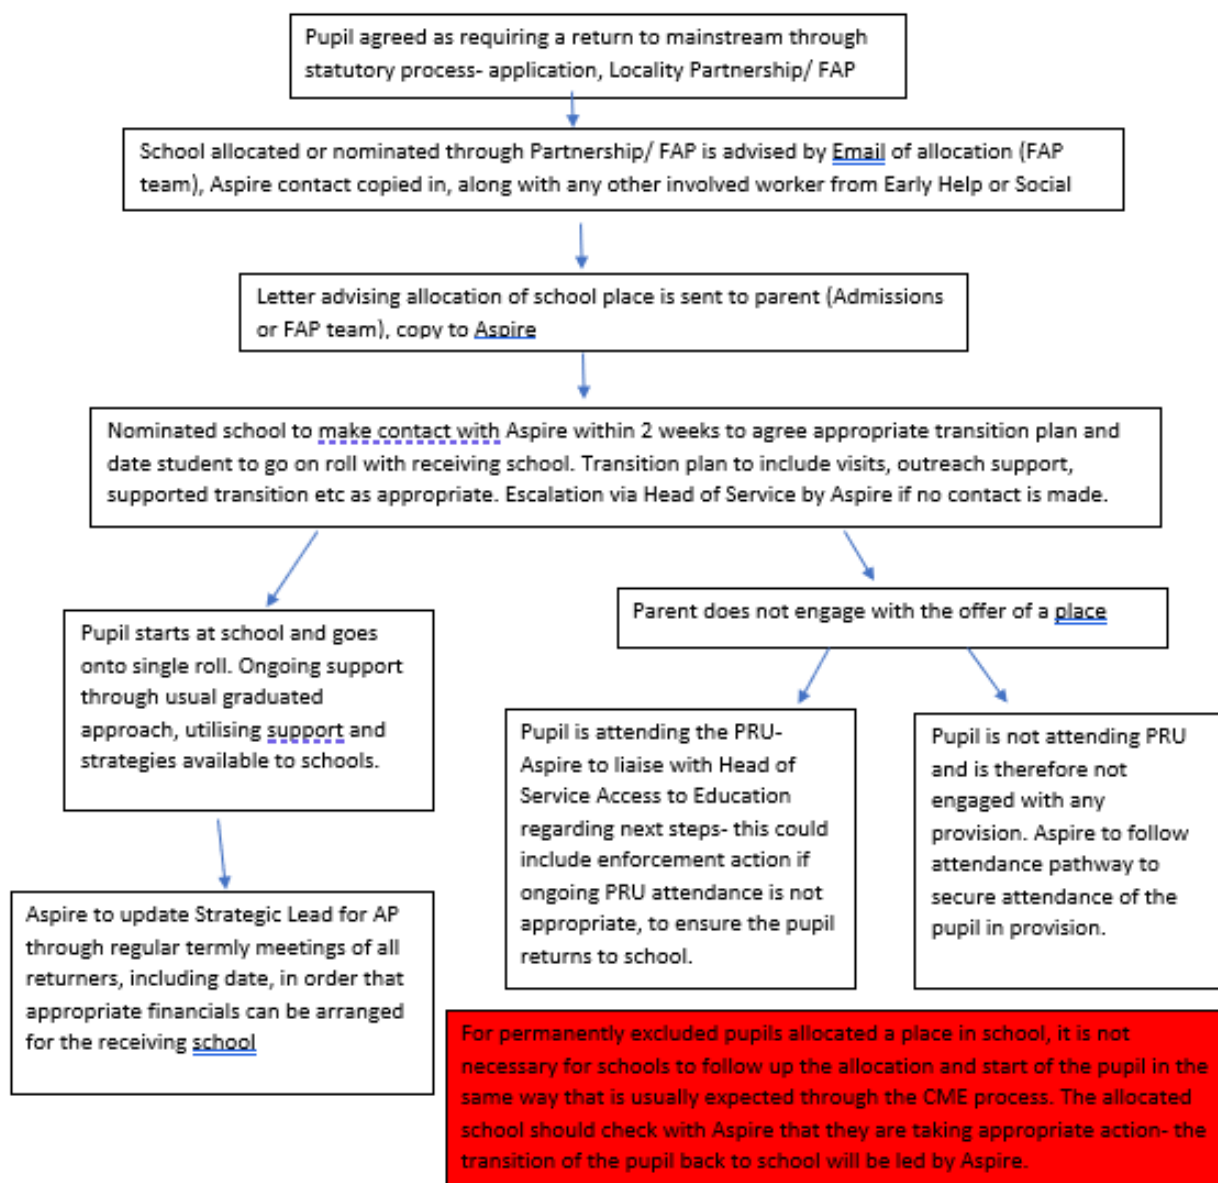 Pupil agreed as requiring a return to mainstream through
statutory process- application, Locality Partnership/ FAP
School allocated or nominated through Partnership/ FAP is advised by Email of allocation (FAP
team), Aspire contact copied in, along with any other involved worker from Early Help or Social
Letter advising allocation of school place is sent to parent (Admissions
or FAP team), copy to Aspire
Nominated school to make contact with Aspire within 2 weeks to agree appropriate transition plan and
date student to go on roll with receiving school. Transition plan to include visits, outreach support,
supported transition etc as appropriate. Escalation via Head of Service by Aspire if no contact is made.
Pupil starts at school and goes
onto single roll. Ongoing support
through usual graduated
approach, utilising support and
strategies available to schools.
Aspire to update Strategic Lead for AP
through regular termly meetings of all
returners, including date, in order that
appropriate financials can be arranged
for the receiving school
Parent does not engage with the offer of a place
Pupil is attending the PRU-
Aspire to liaise with Head of
Service Access to Education
regarding next steps- this could
include enforcement action if
ongoing PRU attendance is not
appropriate, to ensure the pupil
returns to school.
Pupil is not attending PRU
and is therefore not
engaged with any
provision. Aspire to follow
attendance pathway to
secure attendance of the
pupil in provision.
For permanently excluded pupils allocated a place in school, it is not
necessary for schools to follow up the allocation and start of the pupil in the
same way that is usually expected through the CME process. The allocated
school should check with Aspire that they are taking appropriate action- the
transition of the pupil back to school will be led by Aspire.